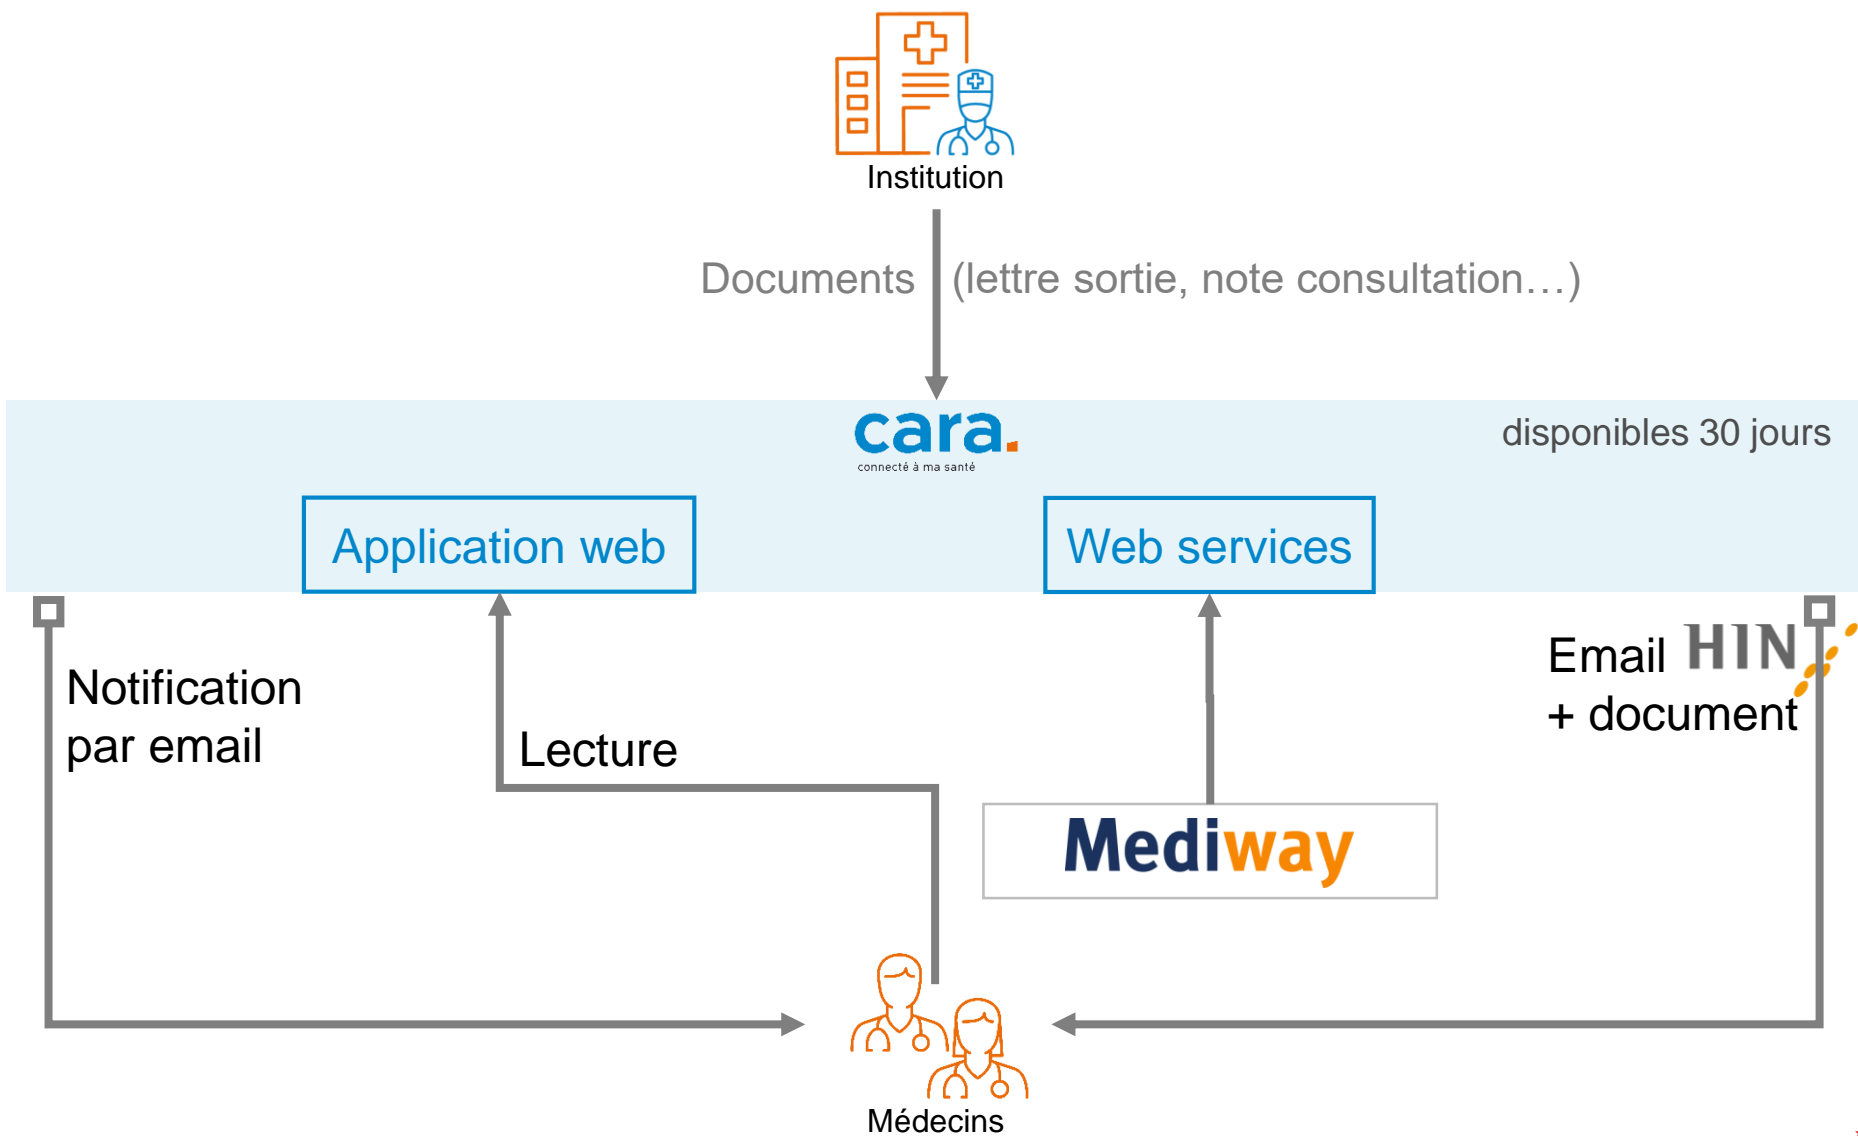 Institution
Documents (lettre sortie, note consultation…)
cara.
connecté à ma santé
disponibles 30 jours
Application web
Web services
Notification
par email
Lecture
Email HIN
+ document
Mediway
Médecins